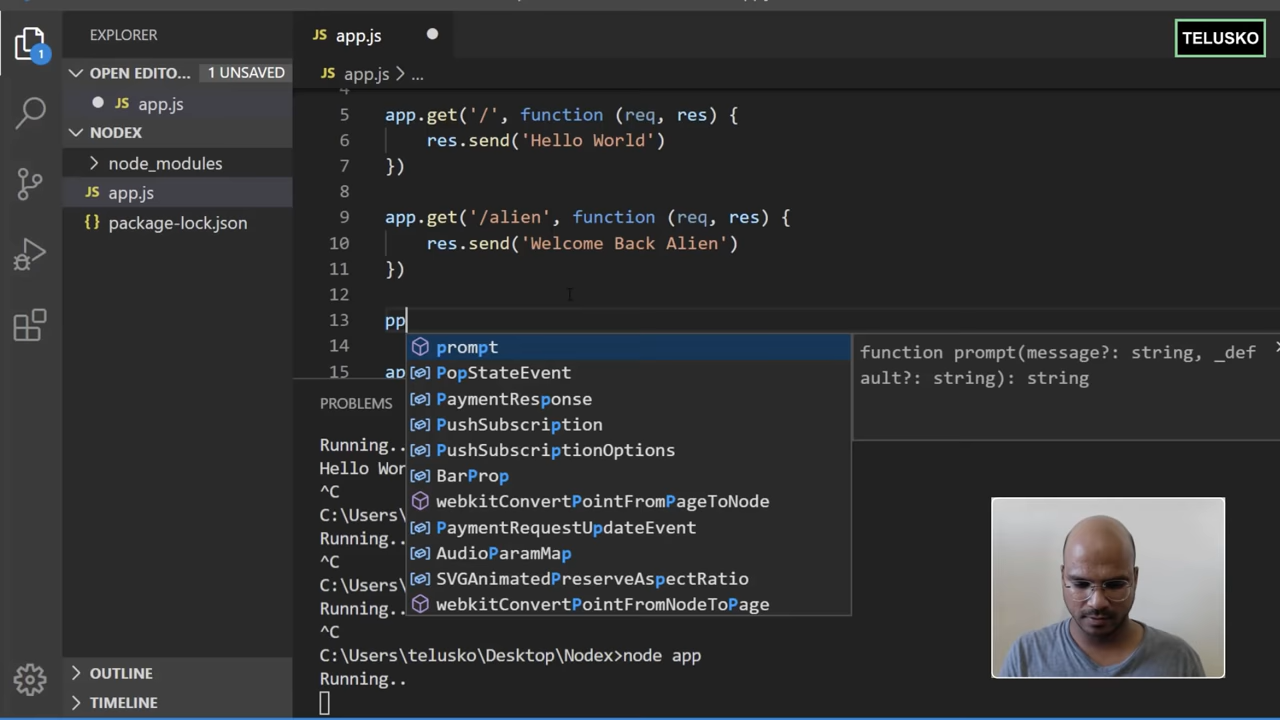 EXPLORER
JS app.js
TELUSKO
OPEN EDITO... 1 UNSAVED
JS app.js > ...
JS app.js
NODEX
node_modules
JS app.js
{} package-lock.json
5 app.get('/', function (req, res) {
6 res.send('Hello World')
7 })
8
9 app.get('/alien', function (req, res) {
10 res.send('Welcome Back Alien')
11 })
12
13 pp
14
15 ap
prompt
PopStateEvent
PaymentResponse
PushSubscription
PushSubscriptionOptions
BarProp
webkitConvertPointFromPageToNode
PaymentRequestUpdateEvent
AudioParamMap
SVGAnimatedPreserveAspectRatio
webkitConvertPointFromNodeToPage
function prompt(message?: string, _def
ault?: string): string
PROBLEMS
Running..
Hello Wor
^C
C:\Users\
Running..
^C
C:\Users\
Running..
^C
C:\Users\telusko\Desktop\Nodex>node app
Running..
OUTLINE
TIMELINE
1